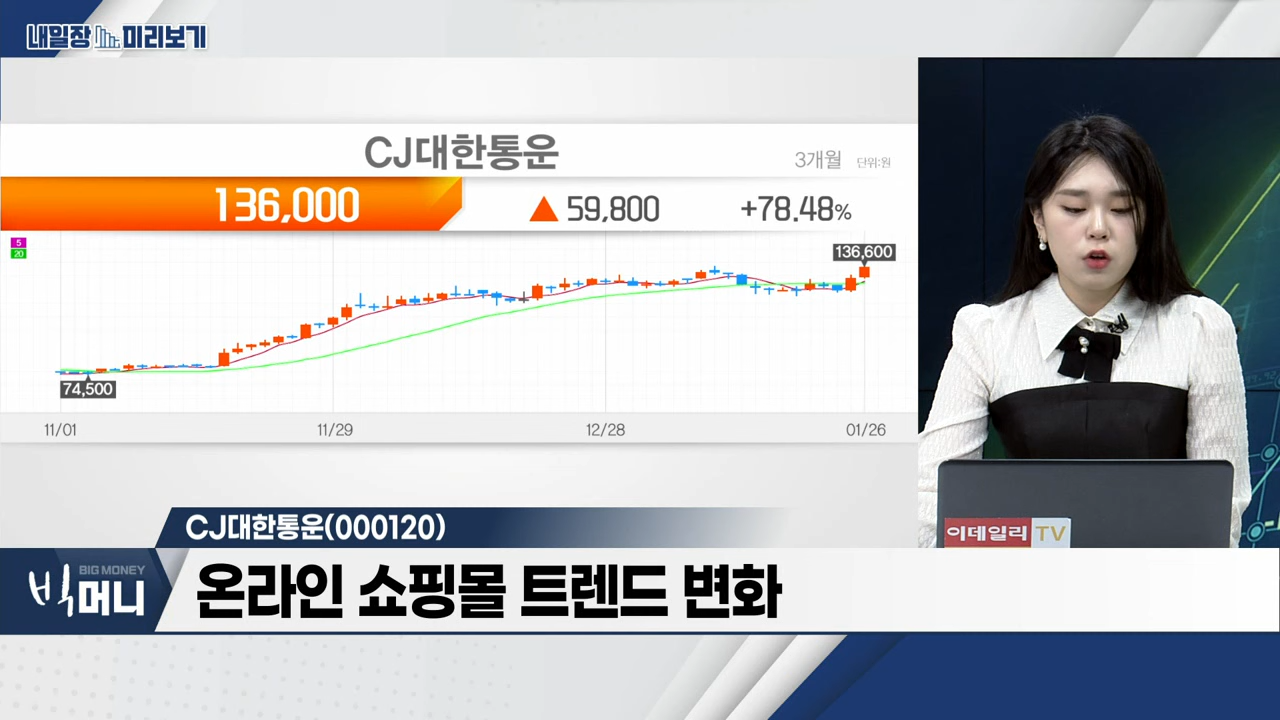 내일장 미리보기
CJ대한통운
3개월 단위:원
136,000 ▲ 59,800 +78.48%
5
20
136,600
74,500
11/01 11/29 12/28 01/26
이데일리 TV
CJ대한통운(000120)
BIG MONEY
빅머니
온라인 쇼핑몰 트렌드 변화